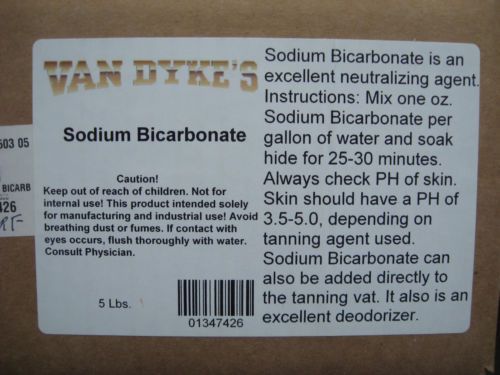 VAN DYKE'S
Sodium Bicarbonate
Caution!
Keep out of reach of children. Not for
internal use! This product intended solely
for manufacturing and industrial use! Avoid
breathing dust or fumes. If contact with
eyes occurs, flush thoroughly with water.
Consult Physician.
5 Lbs.
01347426
Sodium Bicarbonate is an
excellent neutralizing agent.
Instructions: Mix one oz.
Sodium Bicarbonate per
gallon of water and soak
hide for 25-30 minutes.
Always check PH of skin.
Skin should have a PH of
3.5-5.0, depending on
tanning agent used.
Sodium Bicarbonate can
also be added directly to
the tanning vat. It also is an
excellent deodorizer.
503 05
BICARB
426